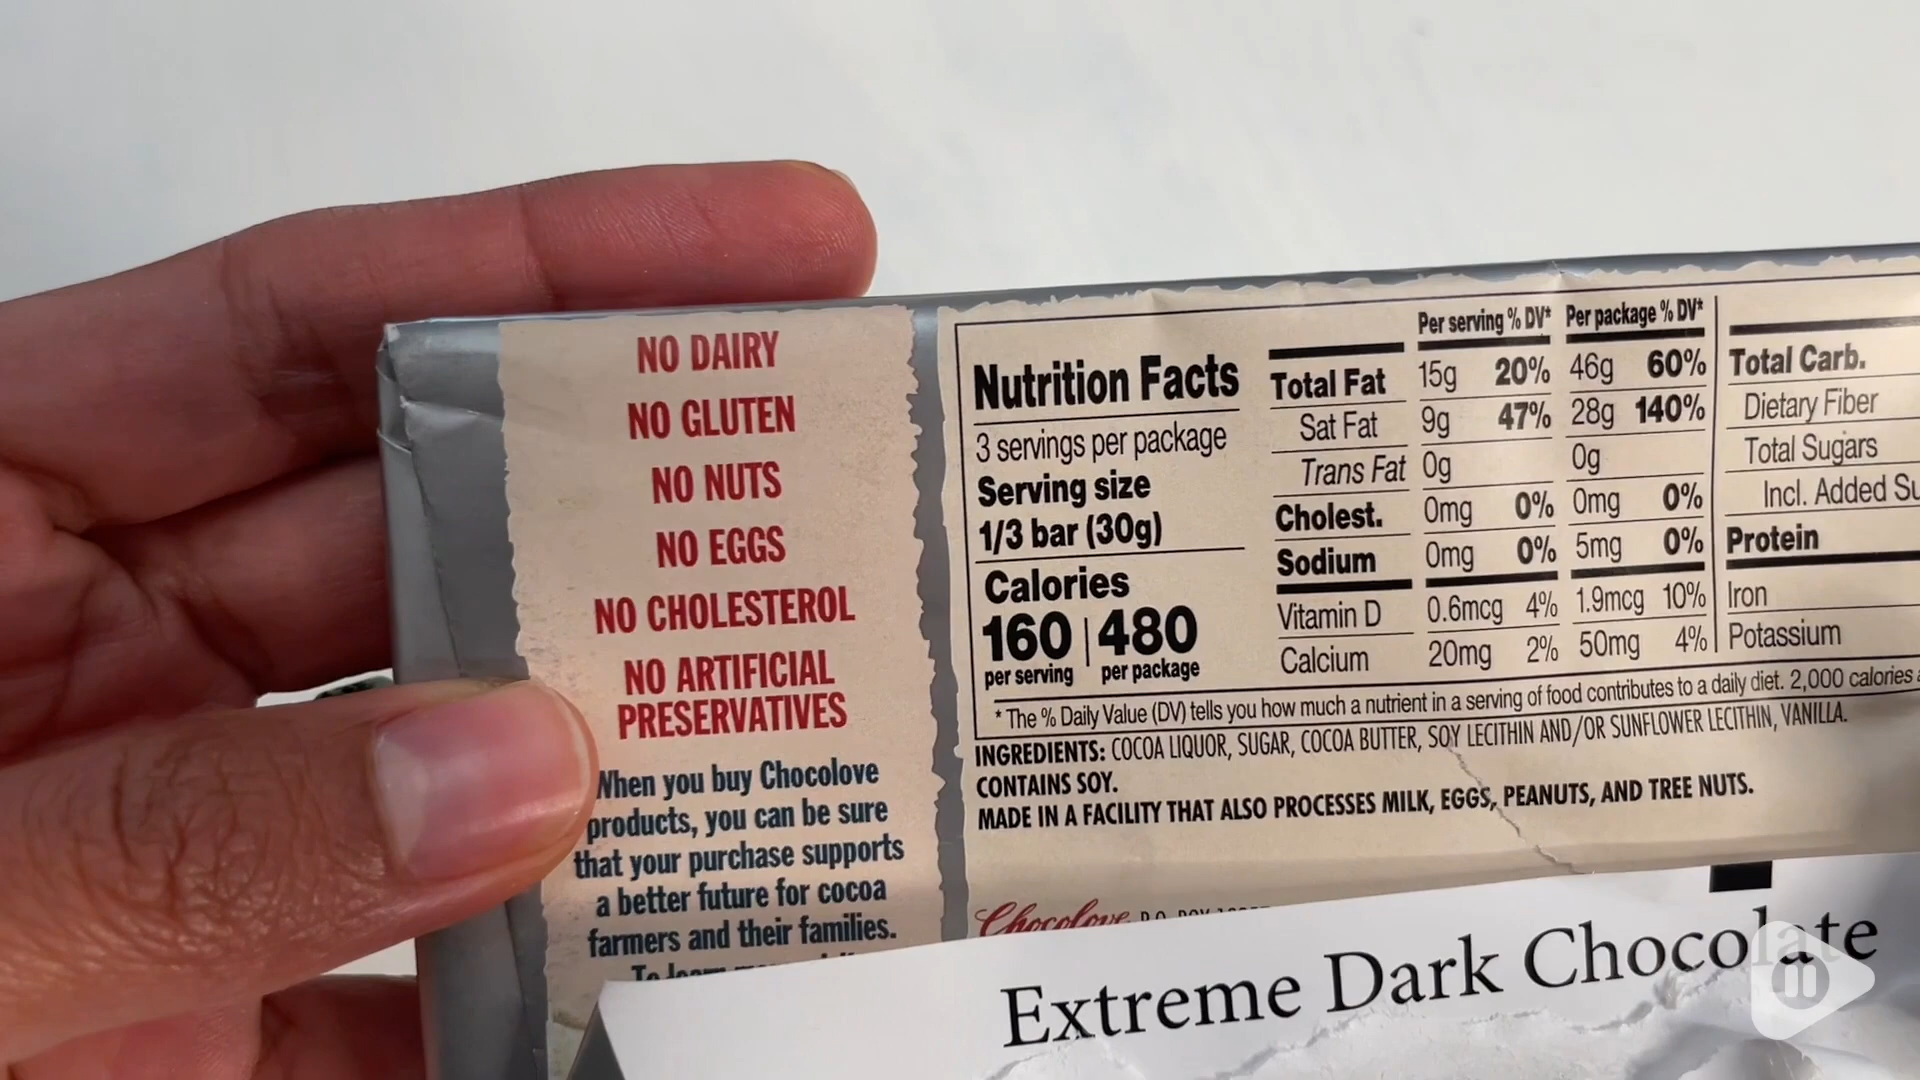 NO DAIRY
NO GLUTEN
NO NUTS
NO EGGS
NO CHOLESTEROL
NO ARTIFICIAL
PRESERVATIVES
When you buy Chocolove
products, you can be sure
that your purchase supports
a better future for cocoa
farmers and their families.
Nutrition Facts
3 servings per package
Serving size
1/3 bar (30g)
Calories
160 | 480
per serving per package
Per serving % DV* Per package % DV*
Total Fat 15g 20% 46g 60%
Sat Fat 9g 47% 28g 140%
Trans Fat 0g 0g
Cholest. 0mg 0% 0mg 0%
Sodium 0mg 0% 5mg 0%
Vitamin D 0.6mcg 4% 1.9mcg 10%
Calcium 20mg 2% 50mg 4%
Total Carb.
Dietary Fiber
Total Sugars
Incl. Added
Protein
Iron
Potassium
* The % Daily Value (DV) tells you how much a nutrient in a serving of food contributes to a daily diet. 2,000 calories
INGREDIENTS: COCOA LIQUOR, SUGAR, COCOA BUTTER, SOY LECITHIN AND/OR SUNFLOWER LECITHIN, VANILLA.
CONTAINS SOY.
MADE IN A FACILITY THAT ALSO PROCESSES MILK, EGGS, PEANUTS, AND TREE NUTS.
Chocolove P.O. BOX
Extreme Dark Chocolate